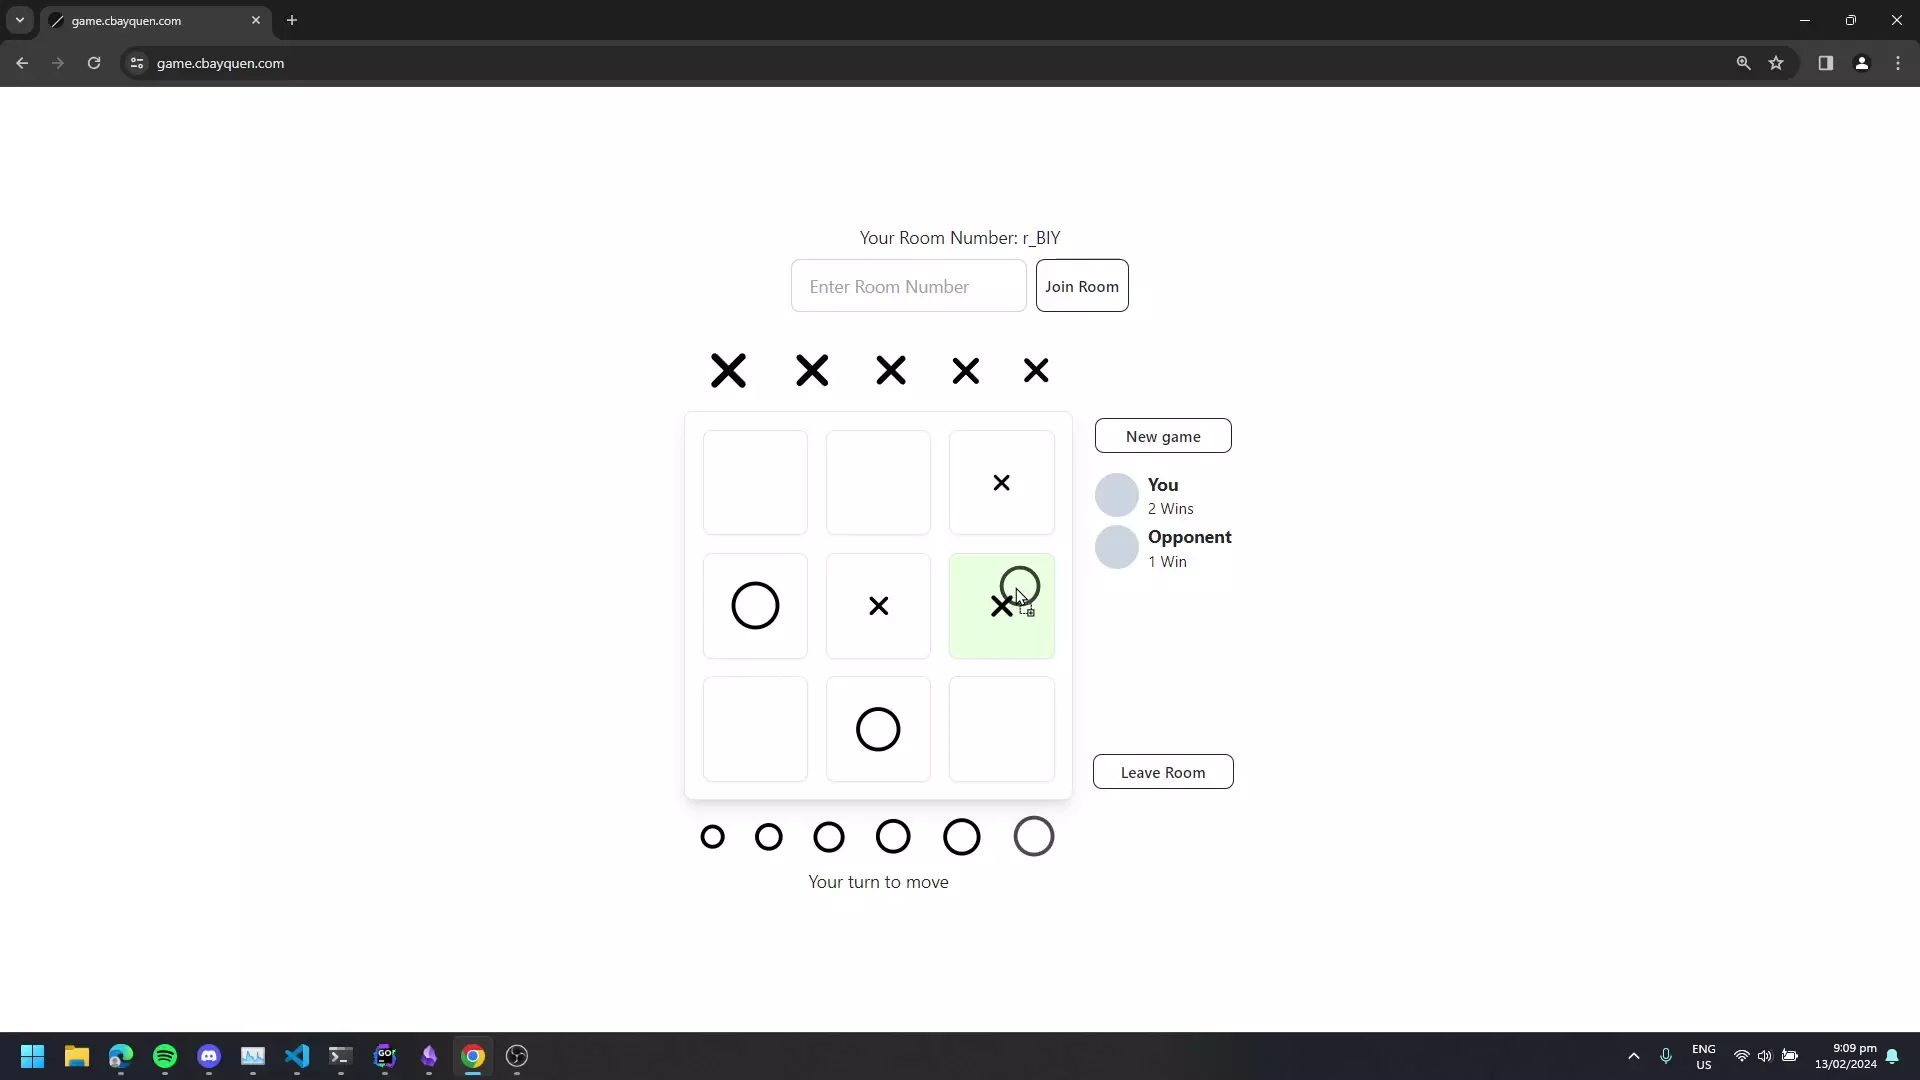 game.cbayquen.com
game.cbayquen.com
Your Room Number: r_BIY
Enter Room Number
Join Room
New game
You
2 Wins
Opponent
1 Win
Leave Room
Your turn to move
GO
ENG
US
9:09 pm
13/02/2024